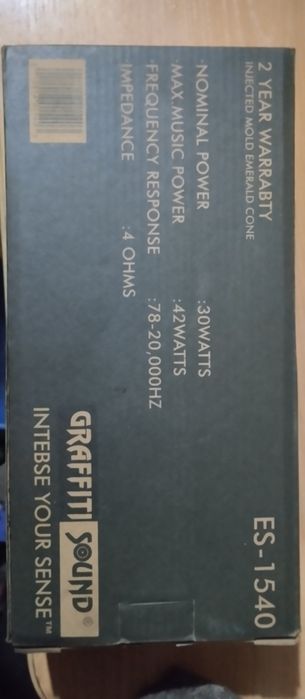 2 YEAR WARRABTY
INJECTED MOLD EMERALD CONE
ES-1540
·NOMINAL POWER :30WATTS
·MAX.MUSIC POWER :42WATTS
·FREQUENCY RESPONSE :78-20,000HZ
IMPEDANCE :4 OHMS
GRAFFITI SOUND®
INTEBSE YOUR SENSE™